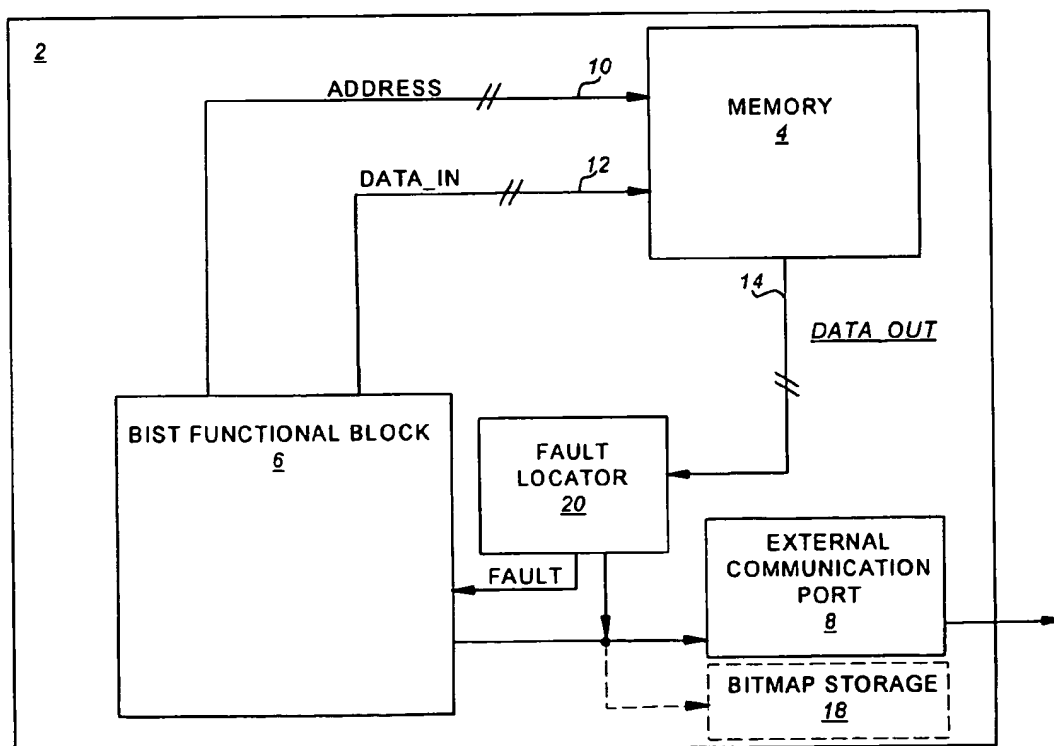 2
ADDRESS
10
MEMORY
4
DATA_IN
12
14
DATA_OUT
BIST FUNCTIONAL BLOCK
6
FAULT
LOCATOR
20
FAULT
EXTERNAL
COMMUNICATION
PORT
8
BITMAP STORAGE
18